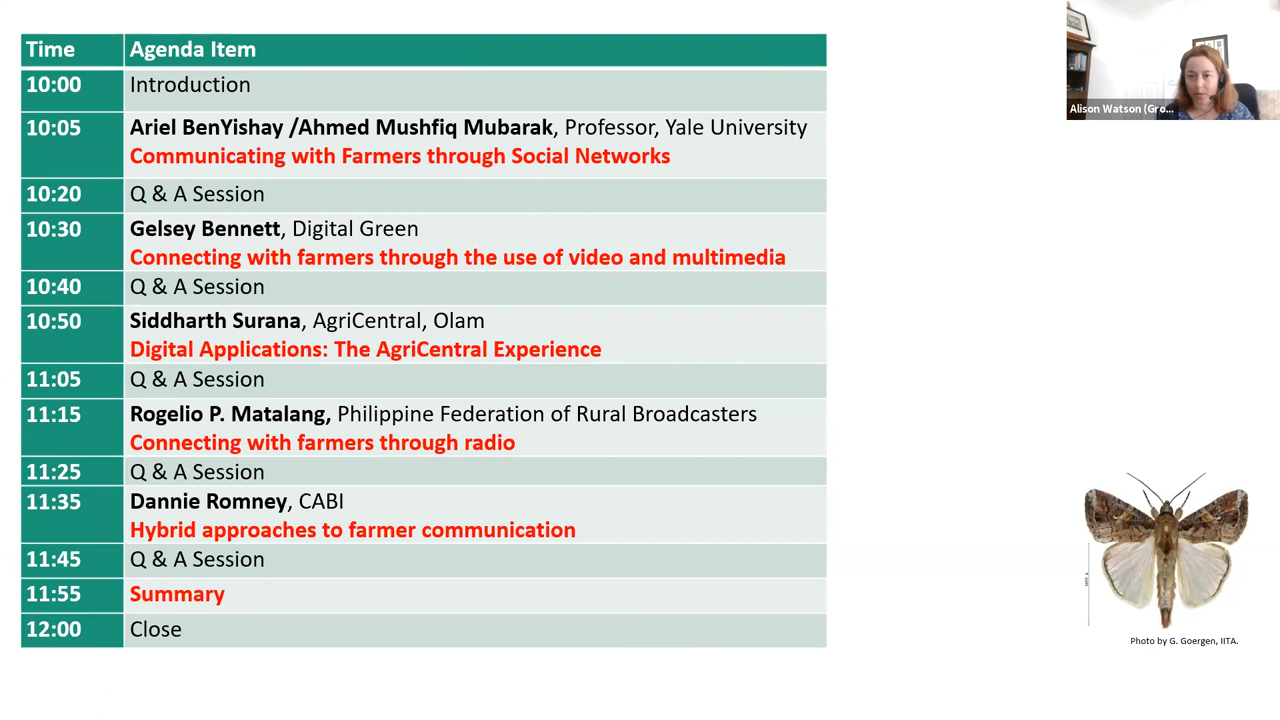 Time Agenda Item
10:00 Introduction
10:05 Ariel BenYishay /Ahmed Mushfiq Mubarak, Professor, Yale University
Communicating with Farmers through Social Networks
10:20 Q & A Session
10:30 Gelsey Bennett, Digital Green
Connecting with farmers through the use of video and multimedia
10:40 Q & A Session
10:50 Siddharth Surana, AgriCentral, Olam
Digital Applications: The AgriCentral Experience
11:05 Q & A Session
11:15 Rogelio P. Matalang, Philippine Federation of Rural Broadcasters
Connecting with farmers through radio
11:25 Q & A Session
11:35 Dannie Romney, CABI
Hybrid approaches to farmer communication
11:45 Q & A Session
11:55 Summary
12:00 Close
Alison Watson (Gro...
Photo by G. Goergen, IITA.